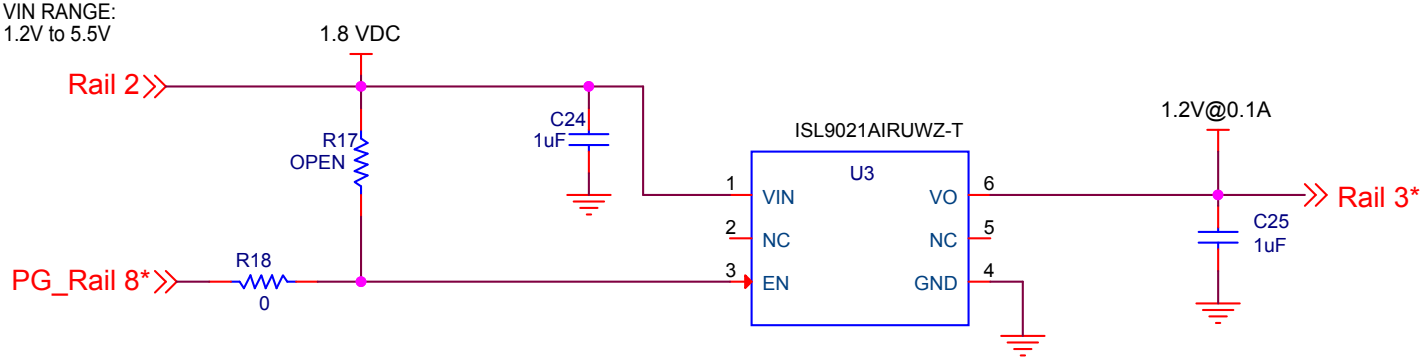 VIN RANGE:
1.2V to 5.5V
1.8 VDC
Rail 2
R17
OPEN
C24
1uF
ISL9021AIRUWZ-T
U3
1
VIN
2
NC
3
EN
VO
6
NC
5
GND
4
1.2V@0.1A
Rail 3*
C25
1uF
PG_Rail 8*
R18
0